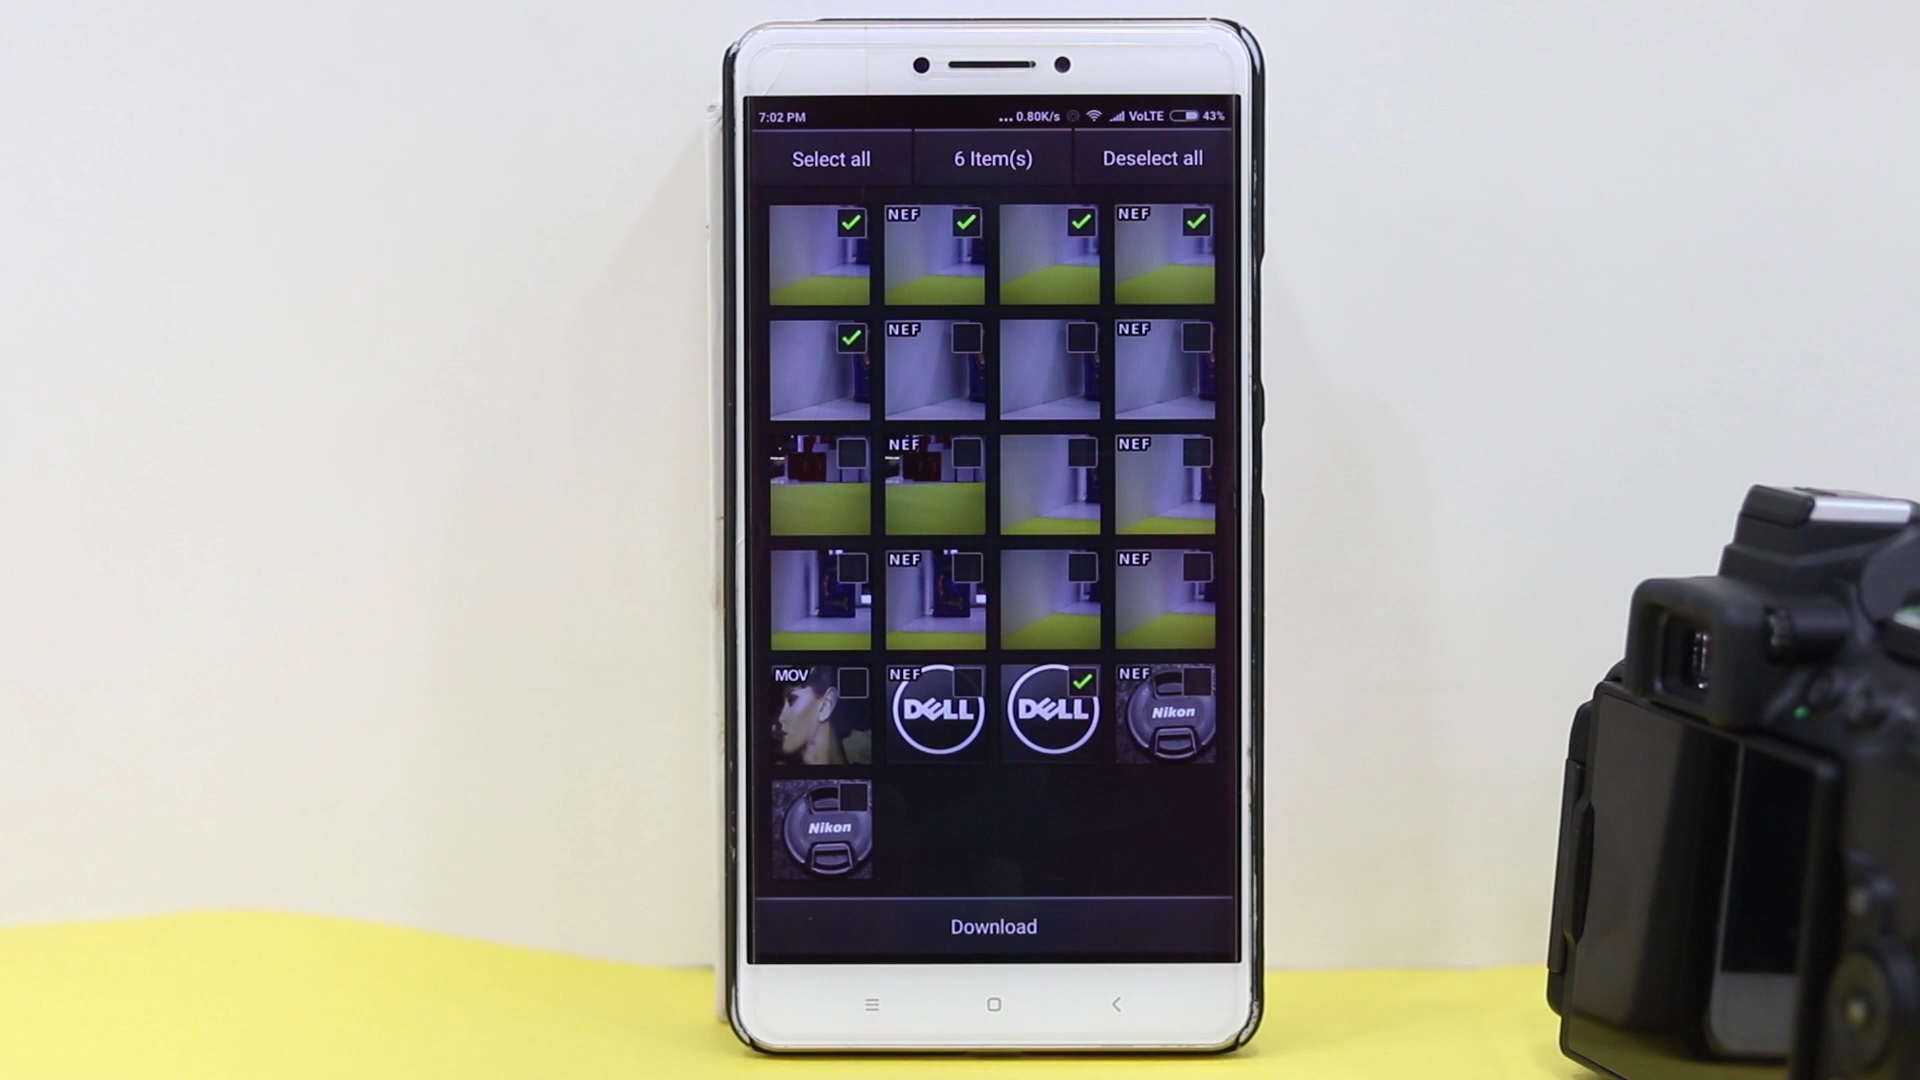 7:02 PM ... 0.80K/s VoLTE 43%
Select all 6 Item(s) Deselect all
NEF NEF
NEF NEF
NEF NEF
NEF NEF
MOV NEF DELL DELL NEF Nikon
Nikon
Download